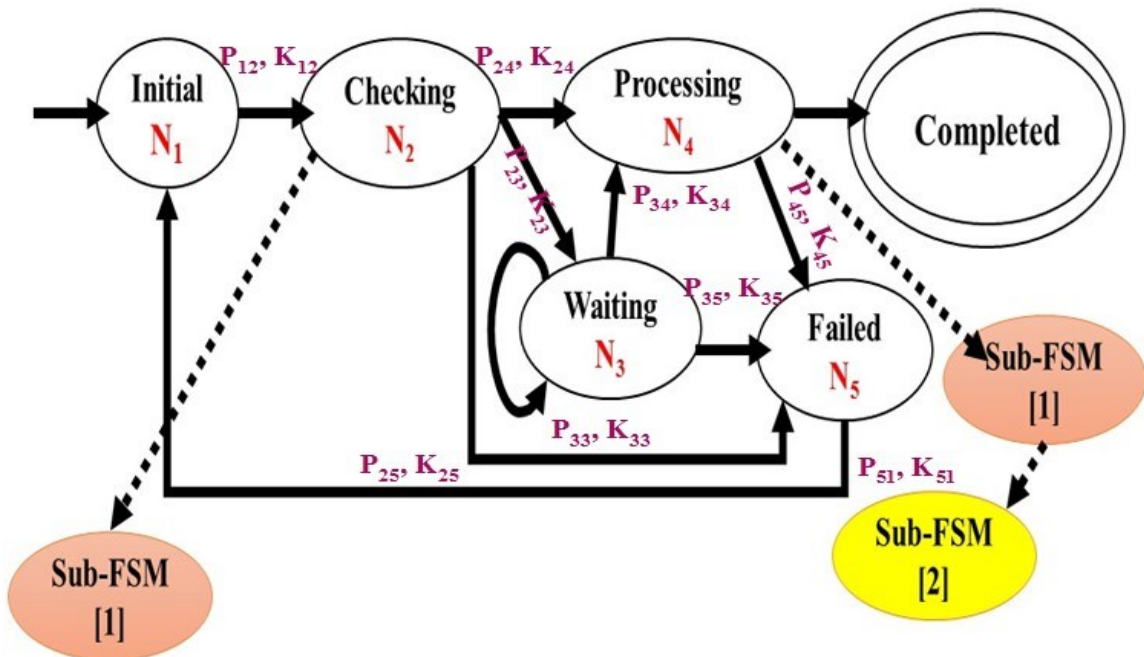 P₁₂, K₁₂
P₂₄, K₂₄
Initial
N₁
Checking
N₂
Processing
N₄
Completed
P₂₃, K₂₃
P₃₄, K₃₄
P₄₅, K₄₅
Waiting
N₃
P₃₅, K₃₅
Failed
N₅
Sub-FSM
[1]
P₃₃, K₃₃
P₂₅, K₂₅
P₅₁, K₅₁
Sub-FSM
[2]
Sub-FSM
[1]